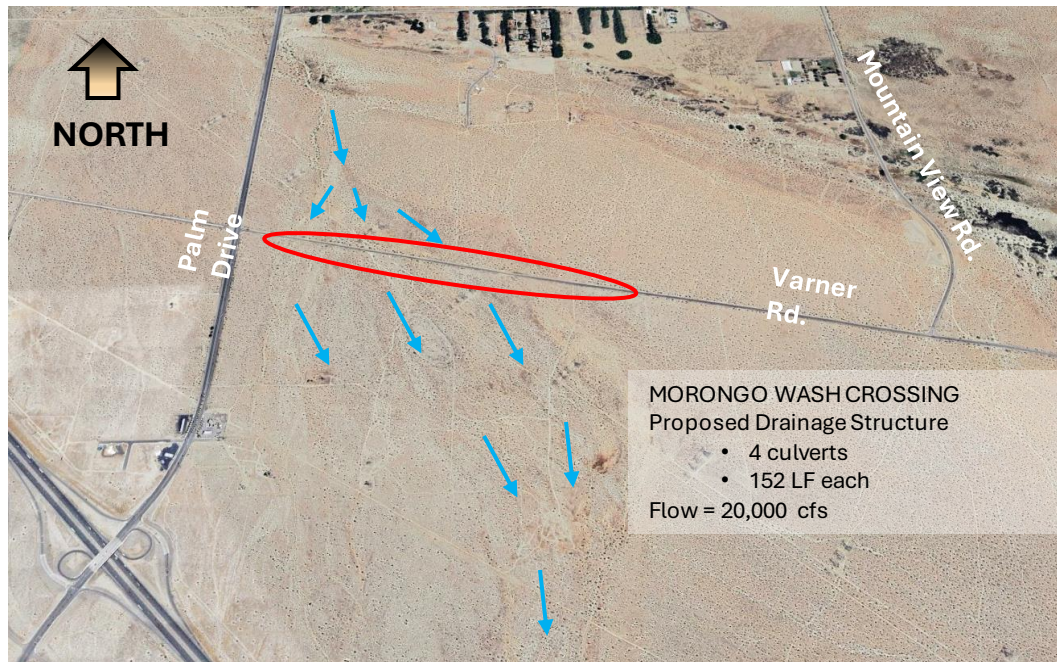 NORTH
Palm
Drive
Mountain View Rd.
Varner
Rd.
MORONGO WASH CROSSING
Proposed Drainage Structure
• 4 culverts
• 152 LF each
Flow = 20,000 cfs